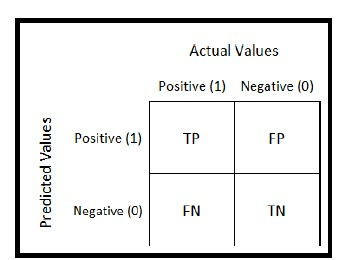 Actual Values
Positive (1) Negative (0)
Predicted Values
Positive (1) TP FP
Negative (0) FN TN